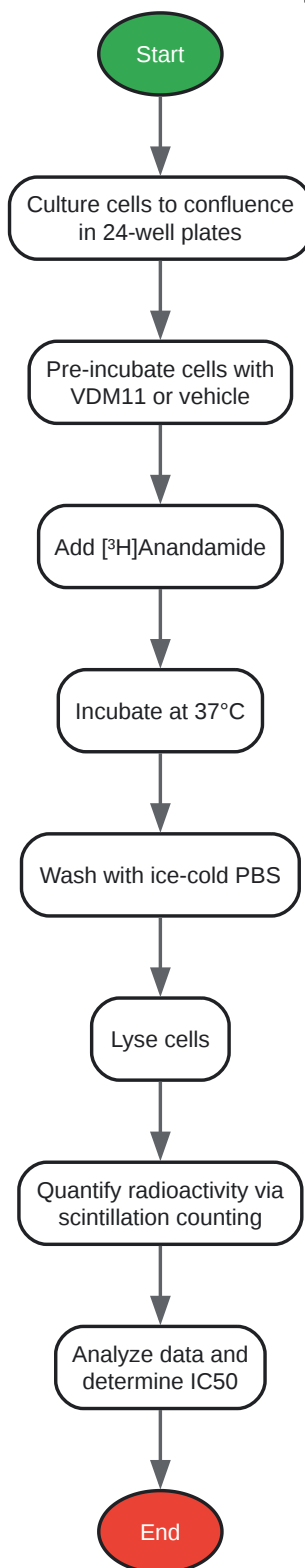 Start
Culture cells to confluence
in 24-well plates
Pre-incubate cells with
VDM11 or vehicle
Add [³H]Anandamide
Incubate at 37°C
Wash with ice-cold PBS
Lyse cells
Quantify radioactivity via
scintillation counting
Analyze data and
determine IC50
End